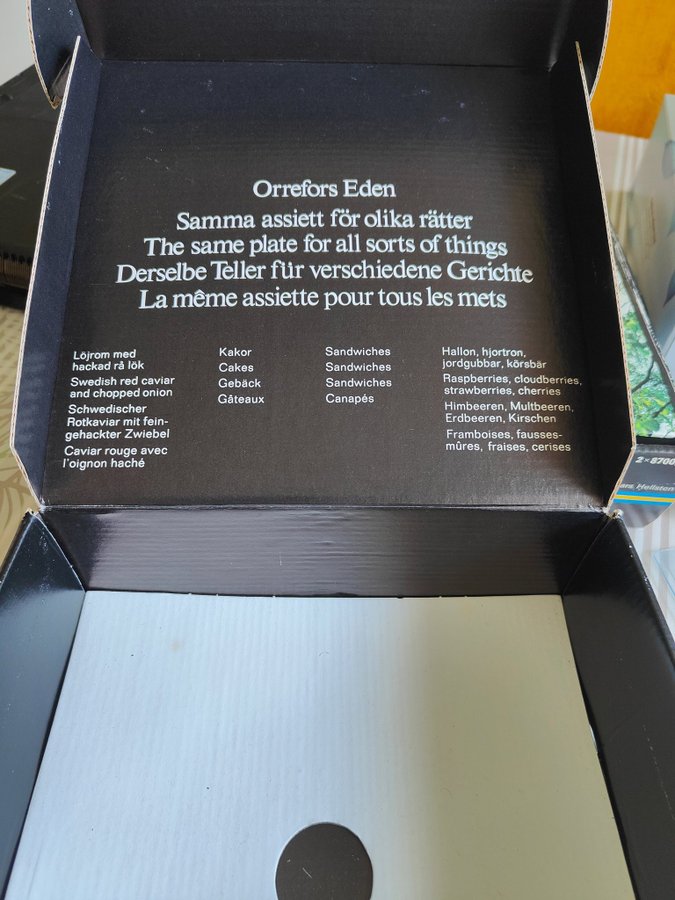 Orrefors Eden
Samma assiett för olika rätter
The same plate for all sorts of things
Derselbe Teller für verschiedene Gerichte
La même assiette pour tous les mets
Löjrom med
hackad rå lök
Swedish red caviar
and chopped onion
Schwedischer
Rotkaviar mit fein-
gehackter Zwiebel
Caviar rouge avec
l'oignon haché
Kakor
Cakes
Gebäck
Gâteaux
Sandwiches
Sandwiches
Sandwiches
Canapés
Hallon, hjortron,
jordgubbar, körsbär
Raspberries, cloudberries,
strawberries, cherries
Himbeeren, Multbeeren,
Erdbeeren, Kirschen
Framboises, fausses-
mûres, fraises, cerises
2×8700
Hellsten